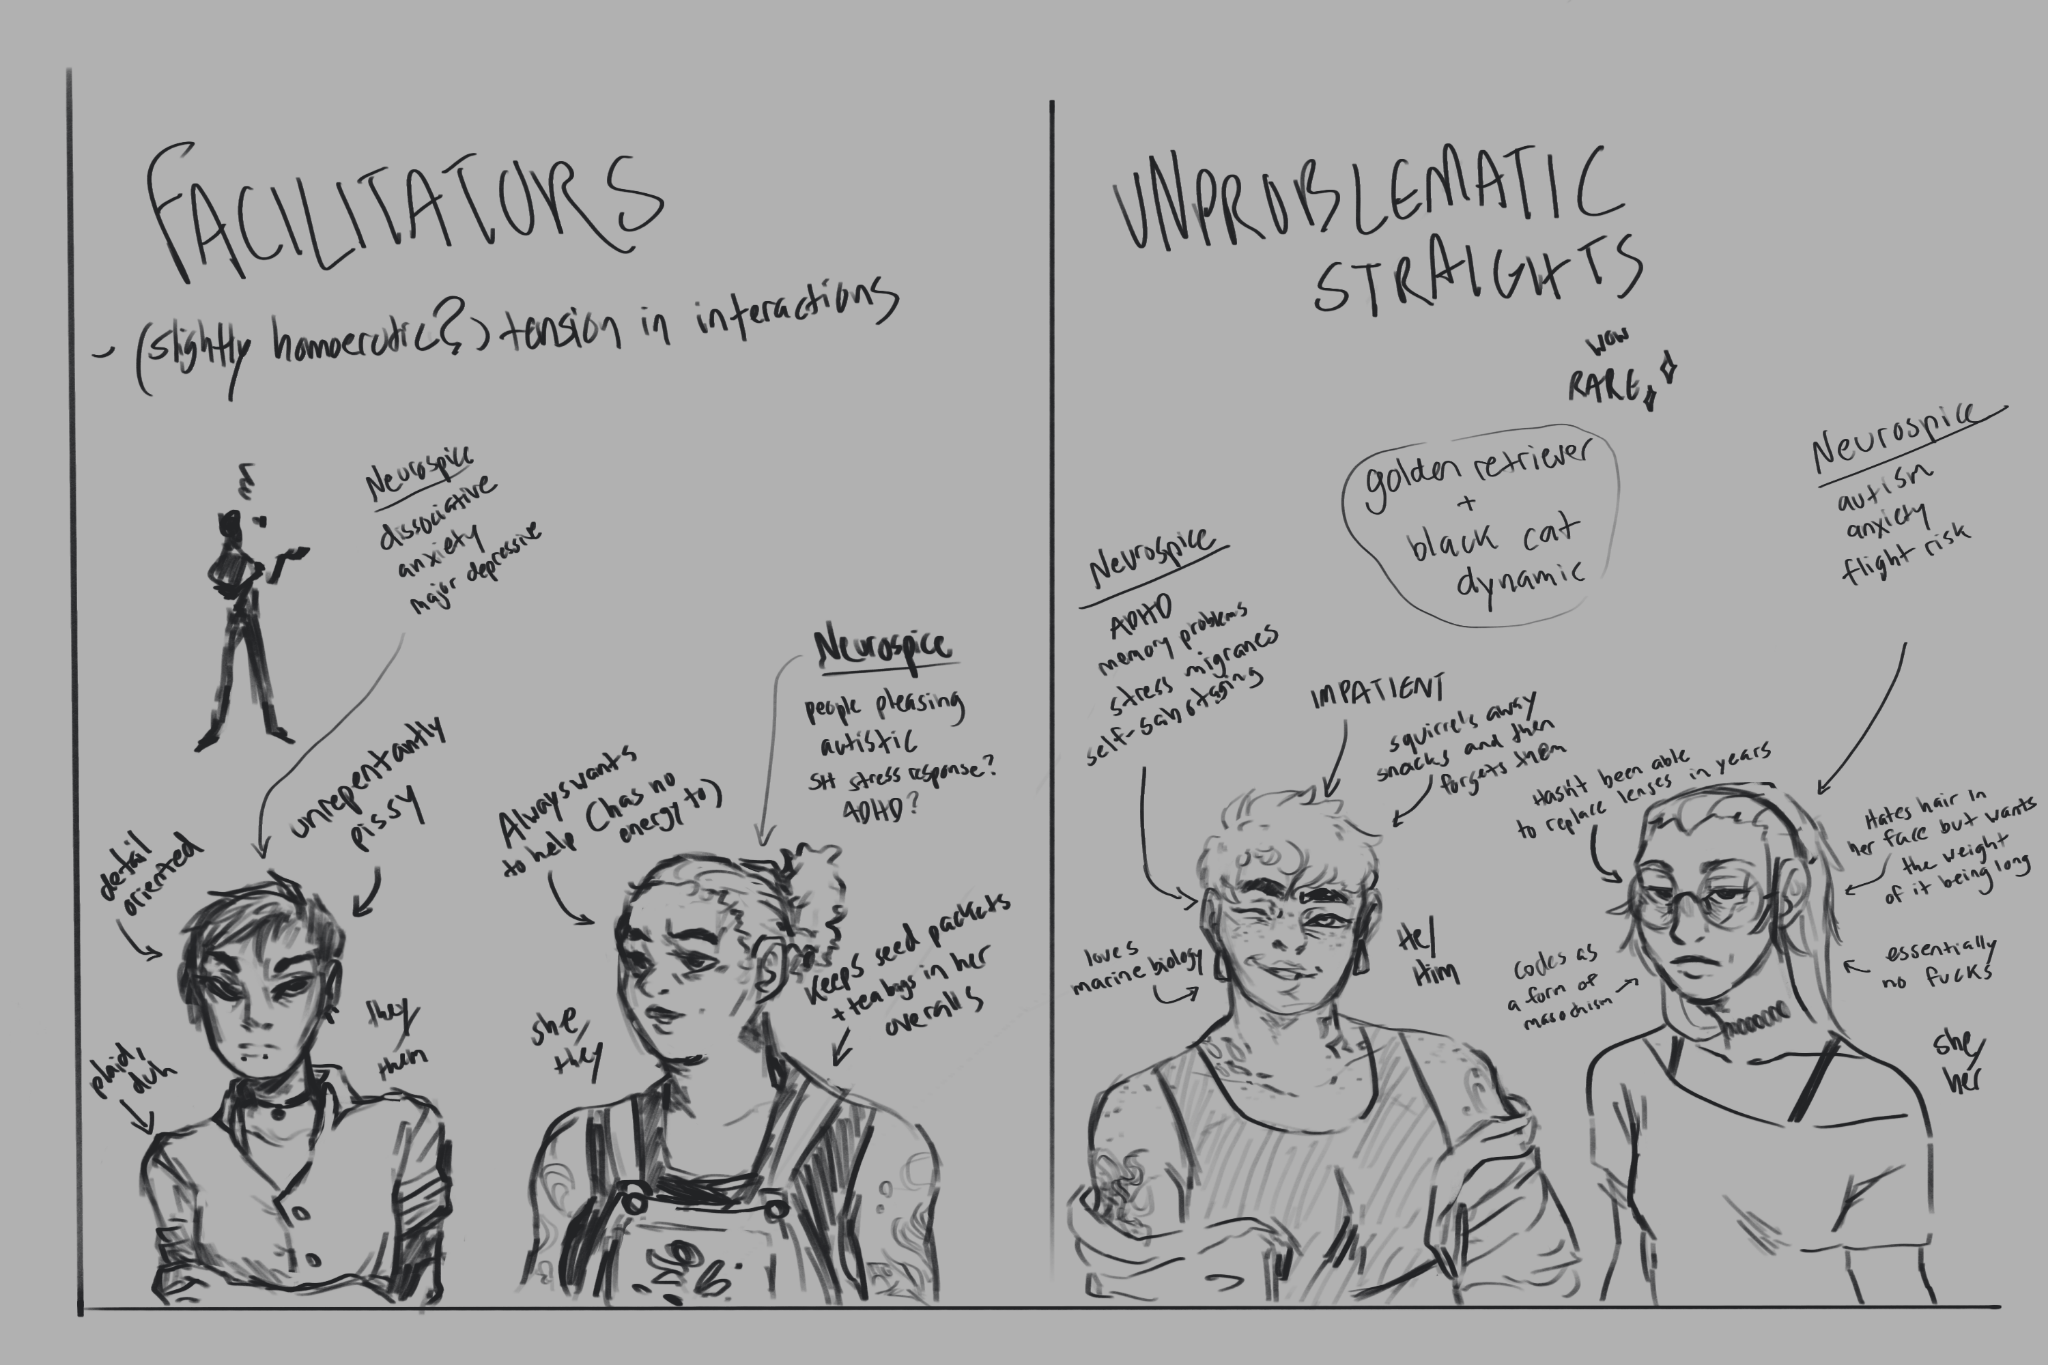 FACILITATORS
- (slightly homoerotic?) tension in interactions
Neurospice
dissociative
anxiety
major depressive
unrepentantly
pissy
detail
oriented
they/
them
plaid,
duh
Neurospice
people pleasing
autistic
SH stress response?
ADHD?
Always wants
to help (has no
energy to)
she/
they
Keeps seed packets
+ teabags in her
overalls
UNPROBLEMATIC
STRAIGHTS
WOW
RARE
golden retriever
+
black cat
dynamic
Neurospice
ADHD
memory problems
stress migranes
self-sabotaging
IMPATIENT
squirrels away
snacks and then
forgets them
loves
marine biology
He/
Him
Neurospice
autism
anxiety
flight risk
Hasn't been able
to replace lenses in years
Hates hair in
her face but wants
the weight
of it being long
codes as
a form of
masochism
essentially
no fucks
she/
her